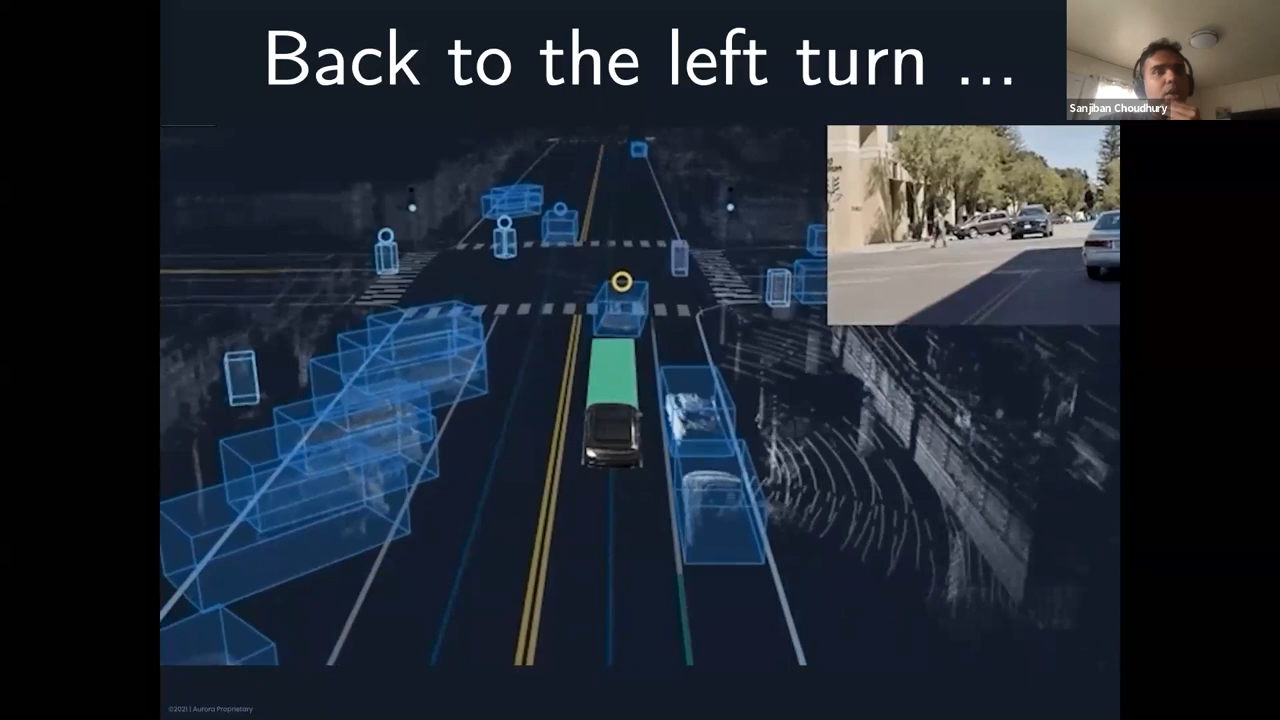 Back to the left turn ...
Sanjiban Choudhury
©2021 | Aurora Proprietary